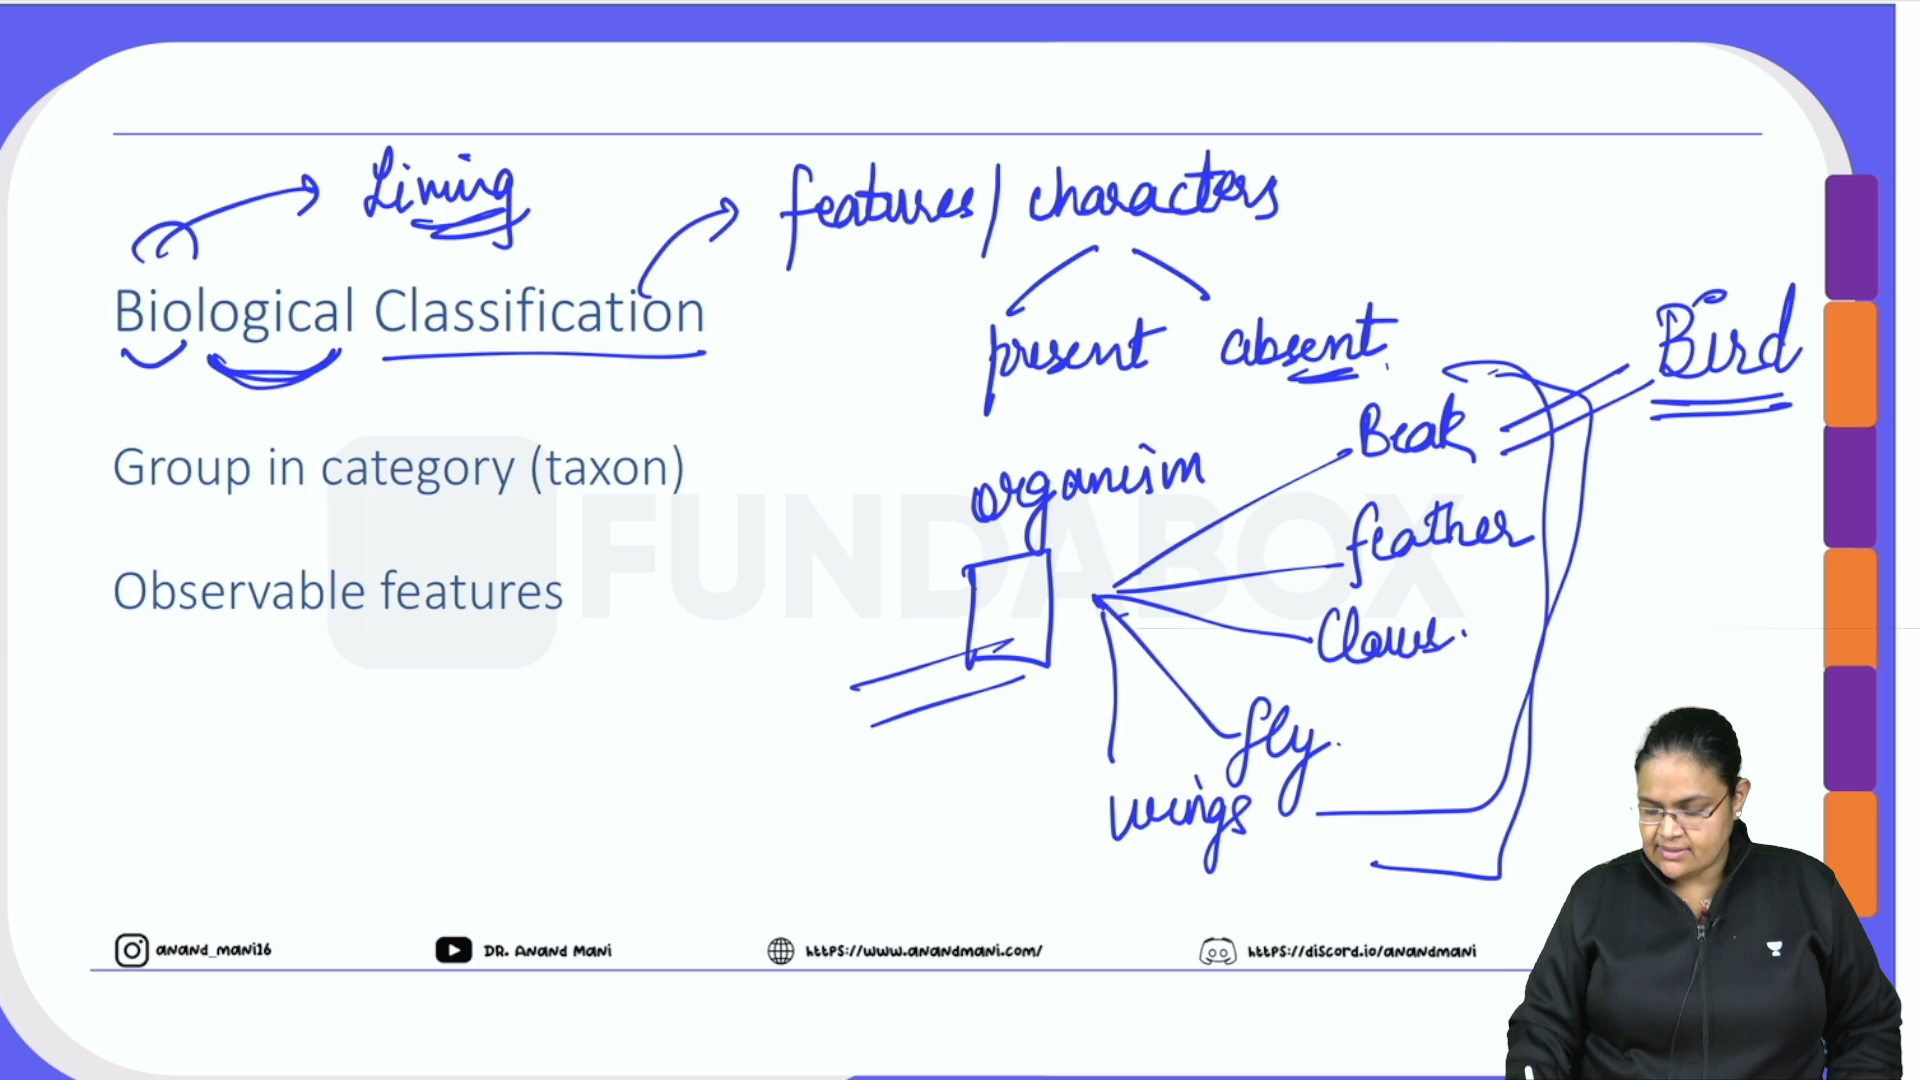 Living
features/ characters
Biological Classification
present absent
Bird
Beak
Group in category (taxon)
organism
FUNDABOX
feather
Observable features
Claws.
fly.
wings
anand_mani16 DR. Anand Mani https://www.anandmani.com/ https://discord.io/anandmani